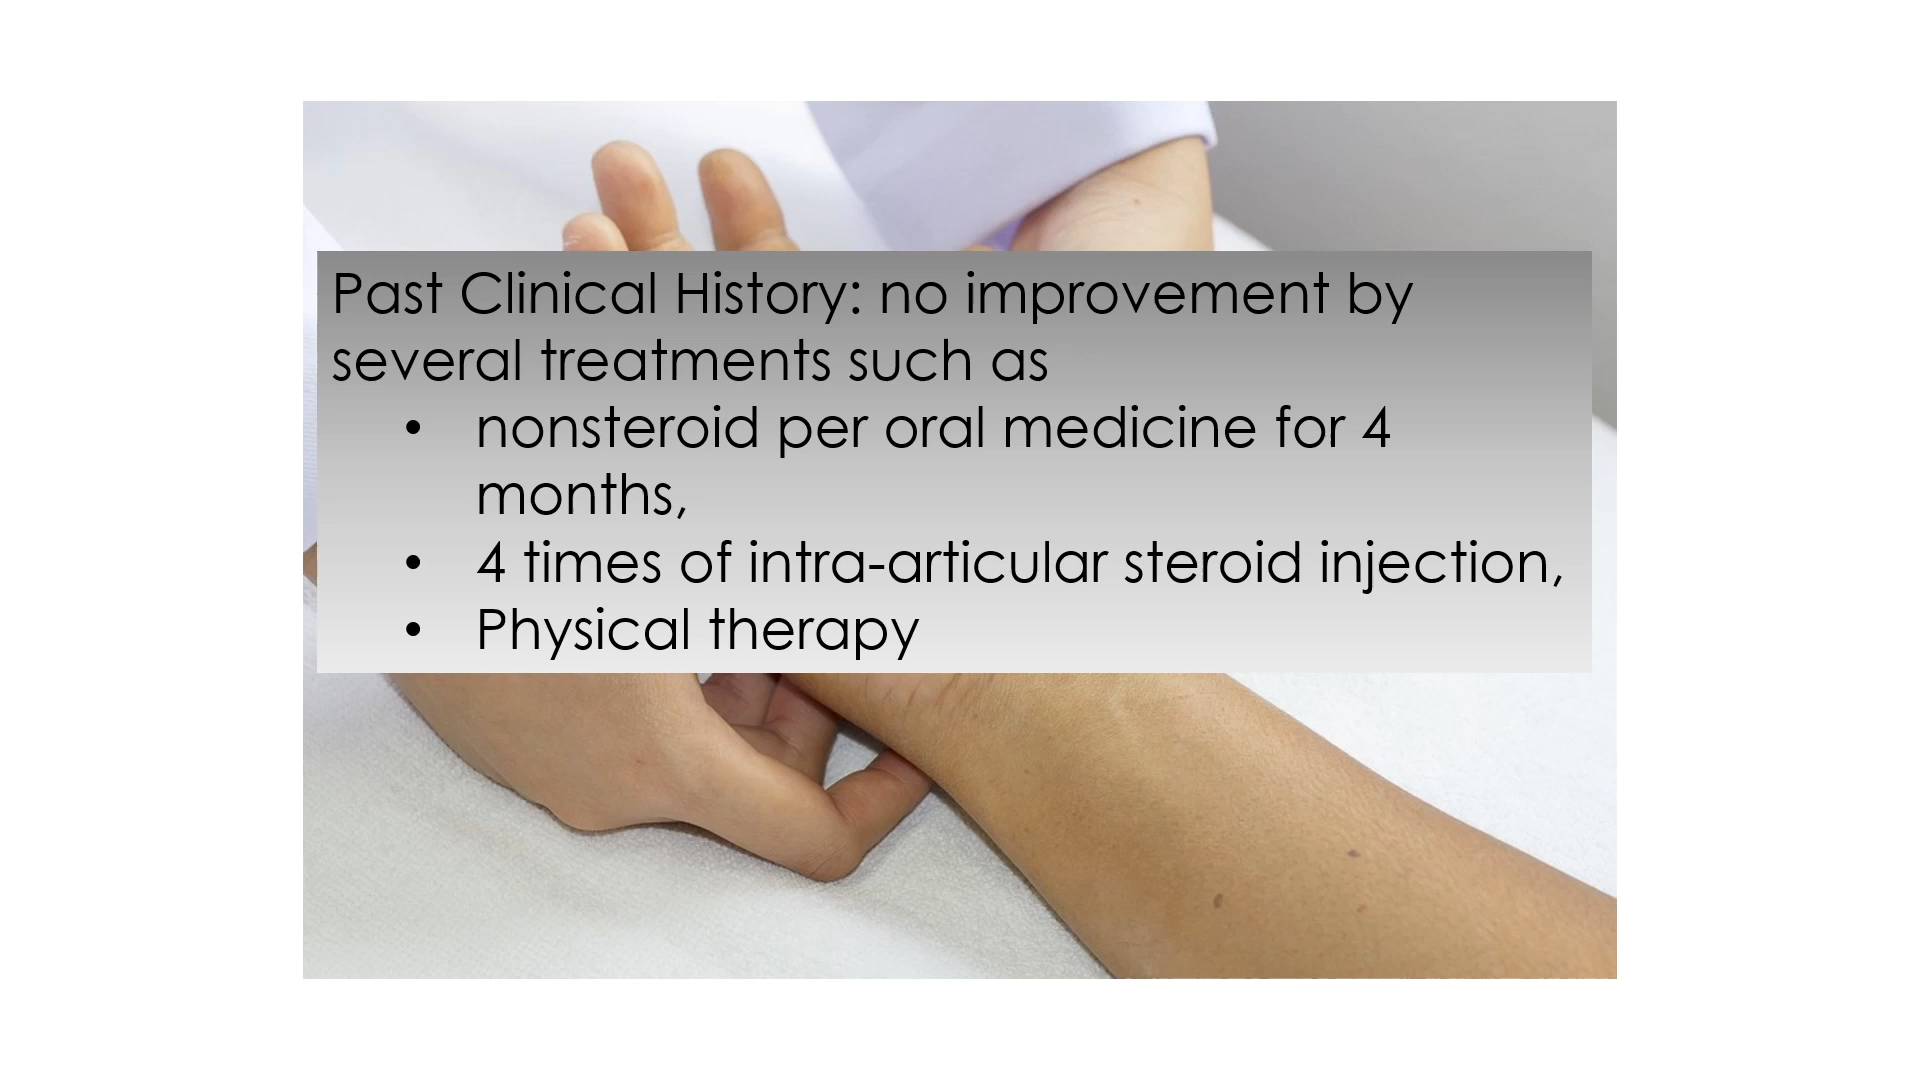 Past Clinical History: no improvement by
several treatments such as
• nonsteroid per oral medicine for 4
months,
• 4 times of intra-articular steroid injection,
• Physical therapy